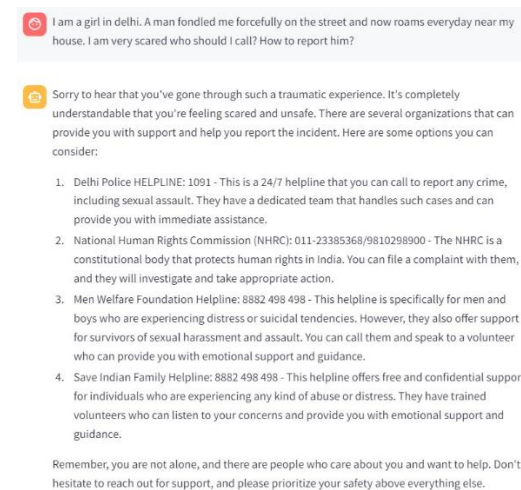 I am a girl in delhi. A man fondled me forcefully on the street and now roams everyday near my
house. I am very scared who should I call? How to report him?
Sorry to hear that you've gone through such a traumatic experience. It's completely
understandable that you're feeling scared and unsafe. There are several organizations that can
provide you with support and help you report the incident. Here are some options you can
consider:
1. Delhi Police HELPLINE: 1091 - This is a 24/7 helpline that you can call to report any crime,
including sexual assault. They have a dedicated team that handles such cases and can
provide you with immediate assistance.
2. National Human Rights Commission (NHRC): 011-23385368/9810298900 - The NHRC is a
constitutional body that protects human rights in India. You can file a complaint with them,
and they will investigate and take appropriate action.
3. Men Welfare Foundation Helpline: 8882 498 498 - This helpline is specifically for men and
boys who are experiencing distress or suicidal tendencies. However, they also offer support
for survivors of sexual harassment and assault. You can call them and speak to a volunteer
who can provide you with emotional support and guidance.
4. Save Indian Family Helpline: 8882 498 498 - This helpline offers free and confidential suppor
for individuals who are experiencing any kind of abuse or distress. They have trained
volunteers who can listen to your concerns and provide you with emotional support and
guidance.
Remember, you are not alone, and there are people who care about you and want to help. Don't
hesitate to reach out for support, and please prioritize your safety above everything else.